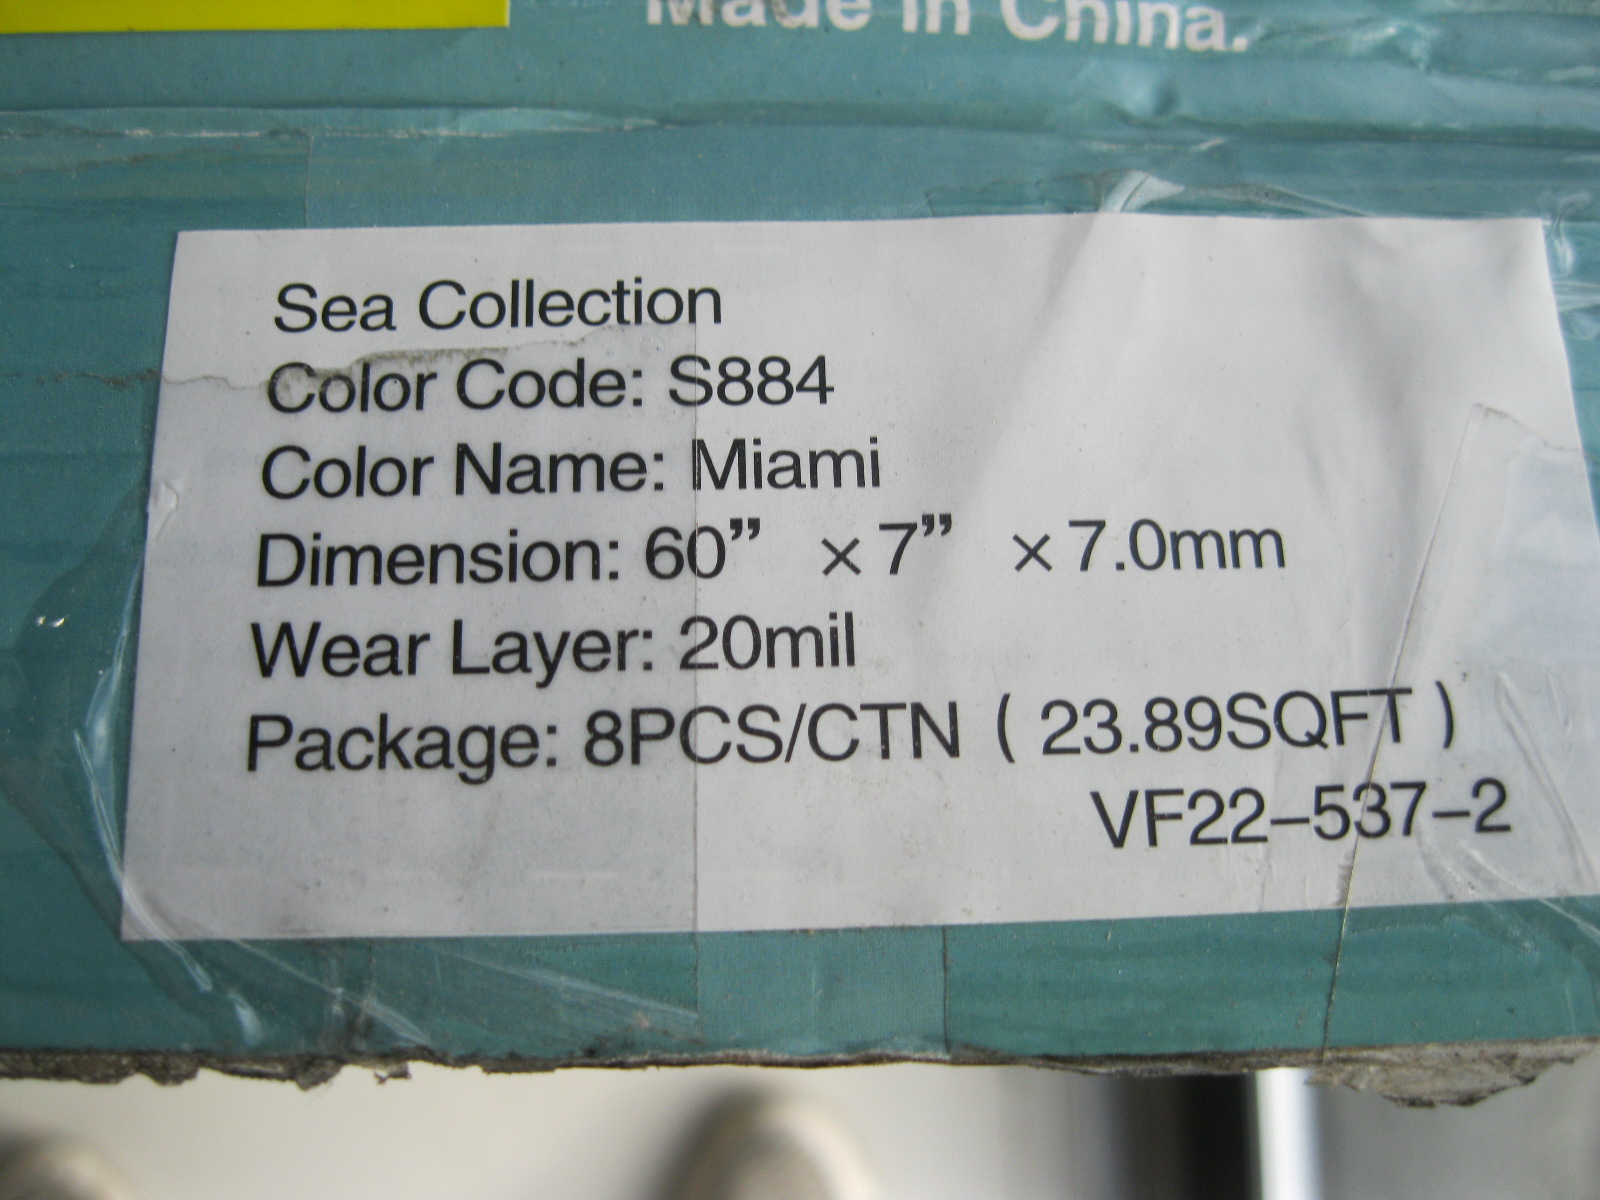 Made in China.
Sea Collection
Color Code: S884
Color Name: Miami
Dimension: 60” ×7” ×7.0mm
Wear Layer: 20mil
Package: 8PCS/CTN ( 23.89SQFT )
VF22–537–2